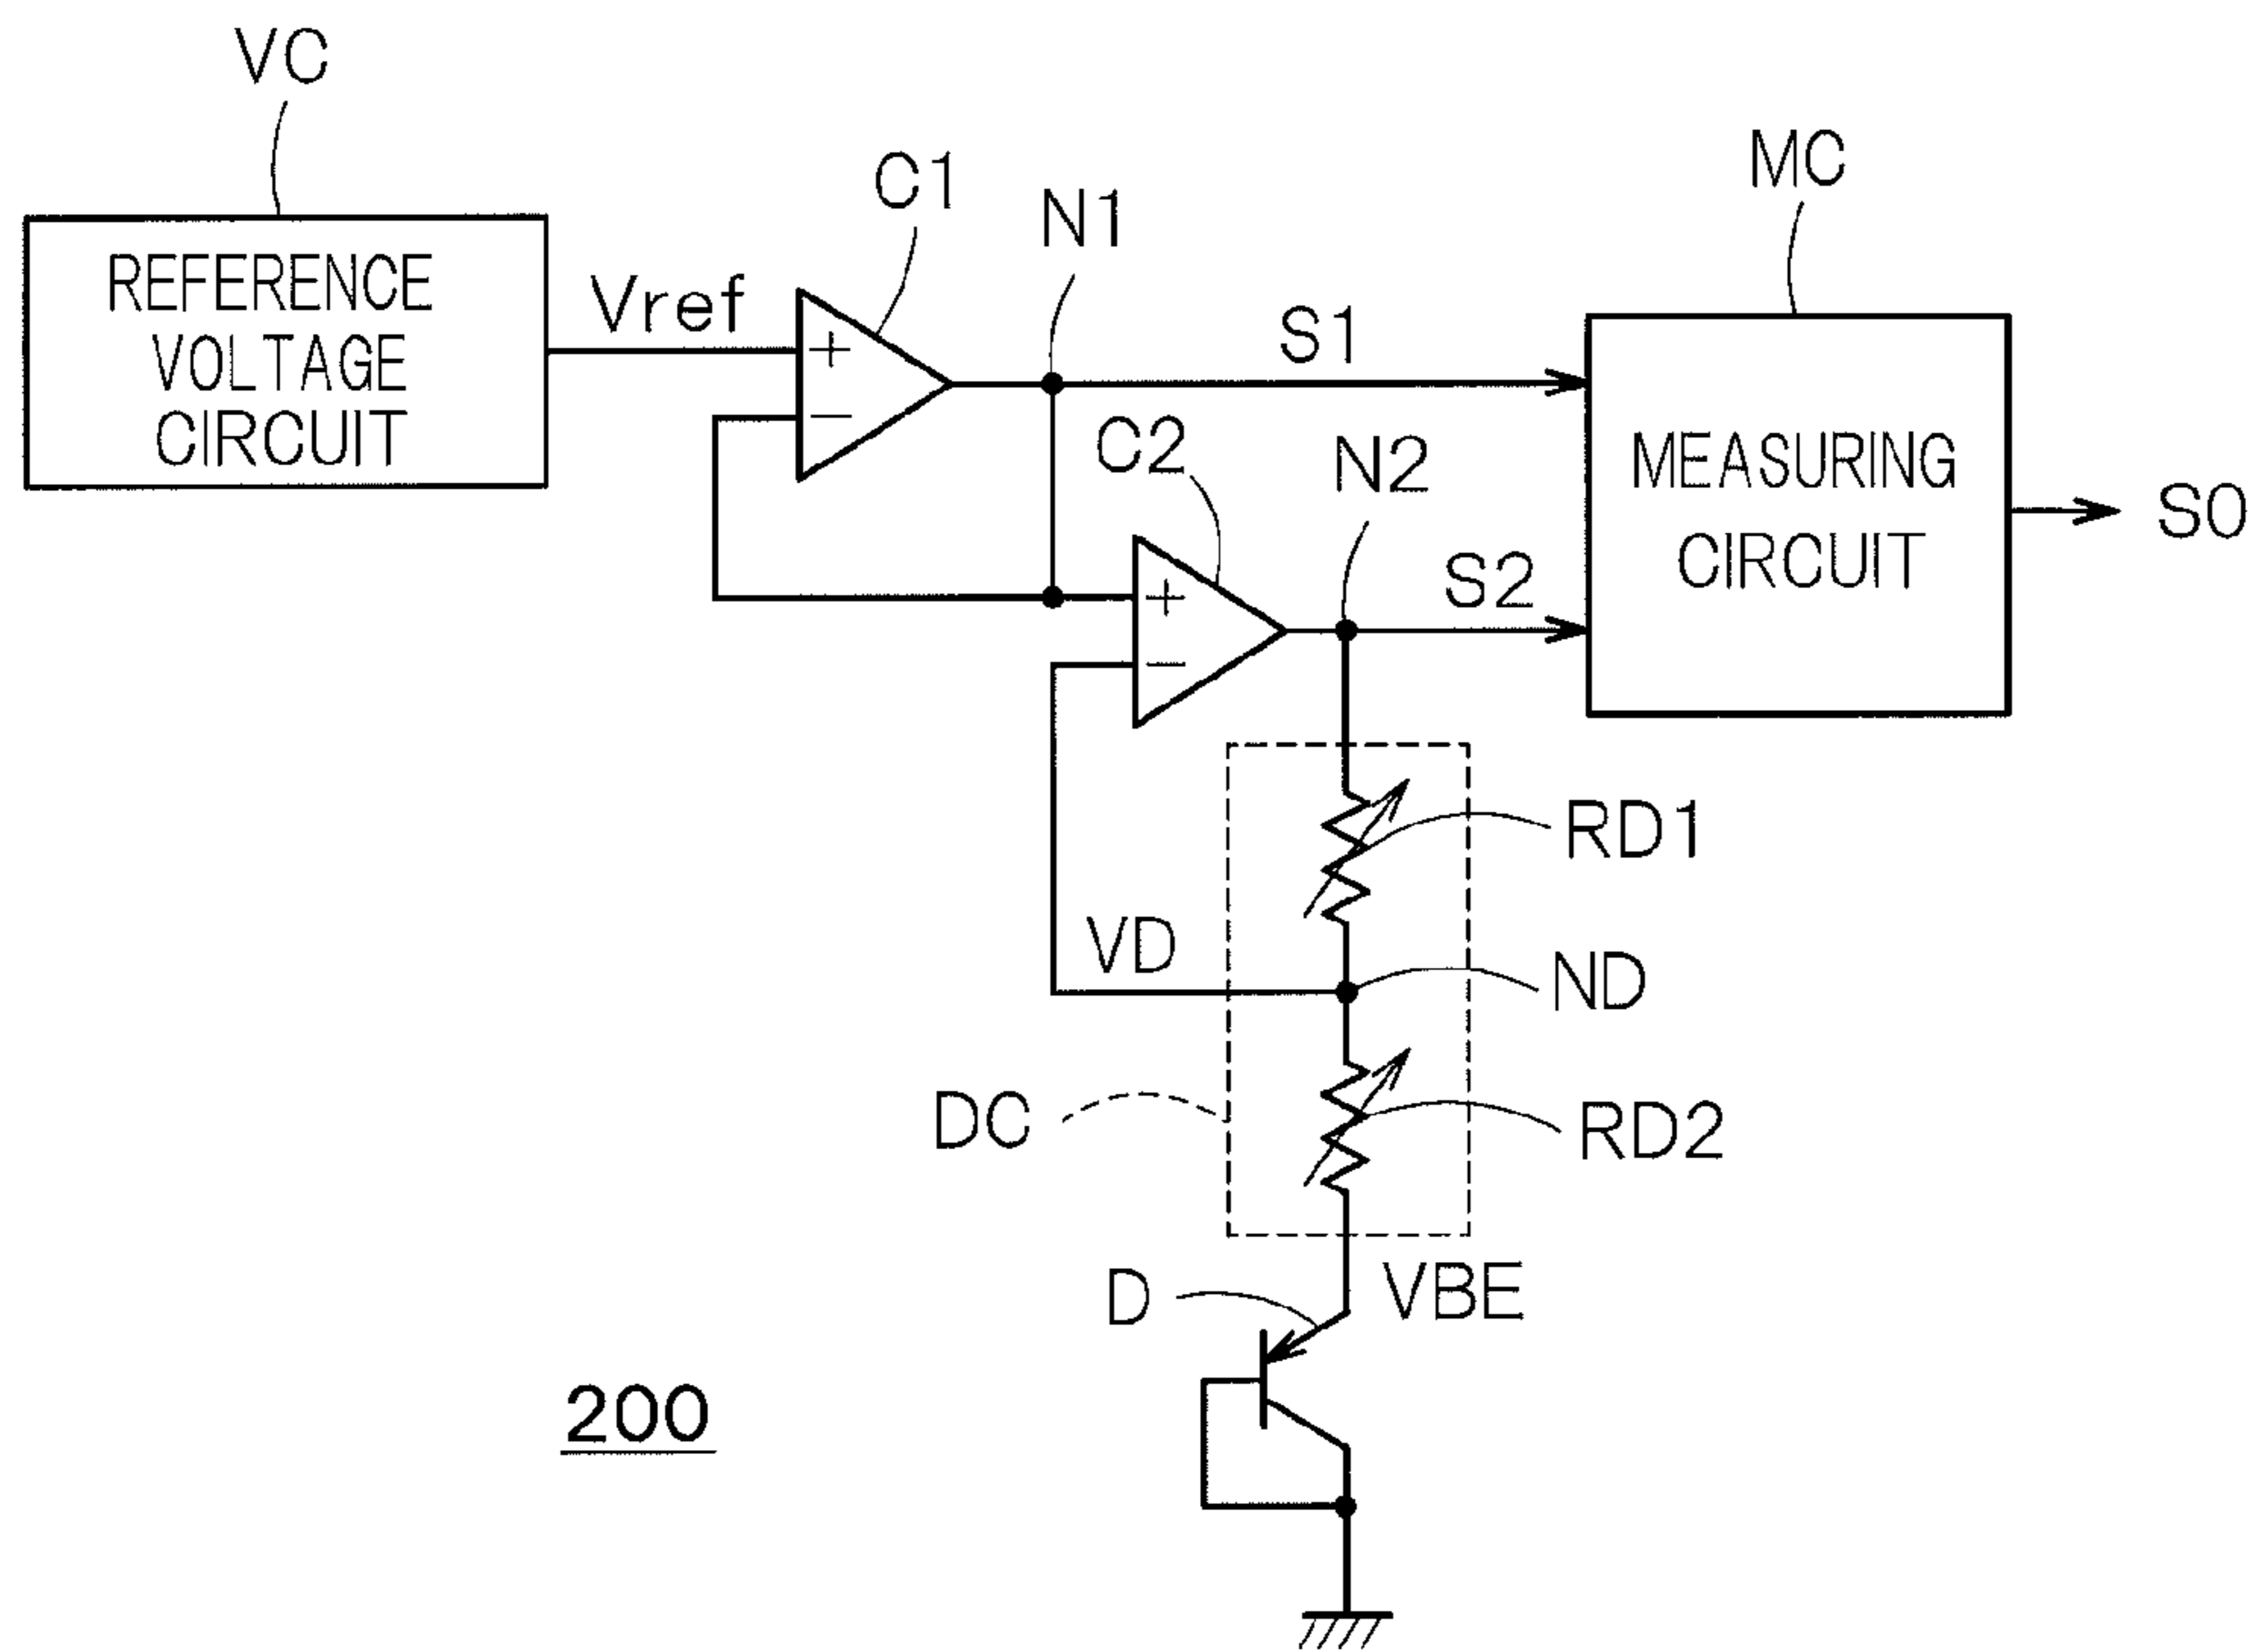 VC
MC
C1
N1
REFERENCE
VOLTAGE
CIRCUIT
Vref
+
−
S1
C2
N2
MEASURING
CIRCUIT
S0
S2
+
−
RD1
VD
ND
DC
RD2
D
VBE
200